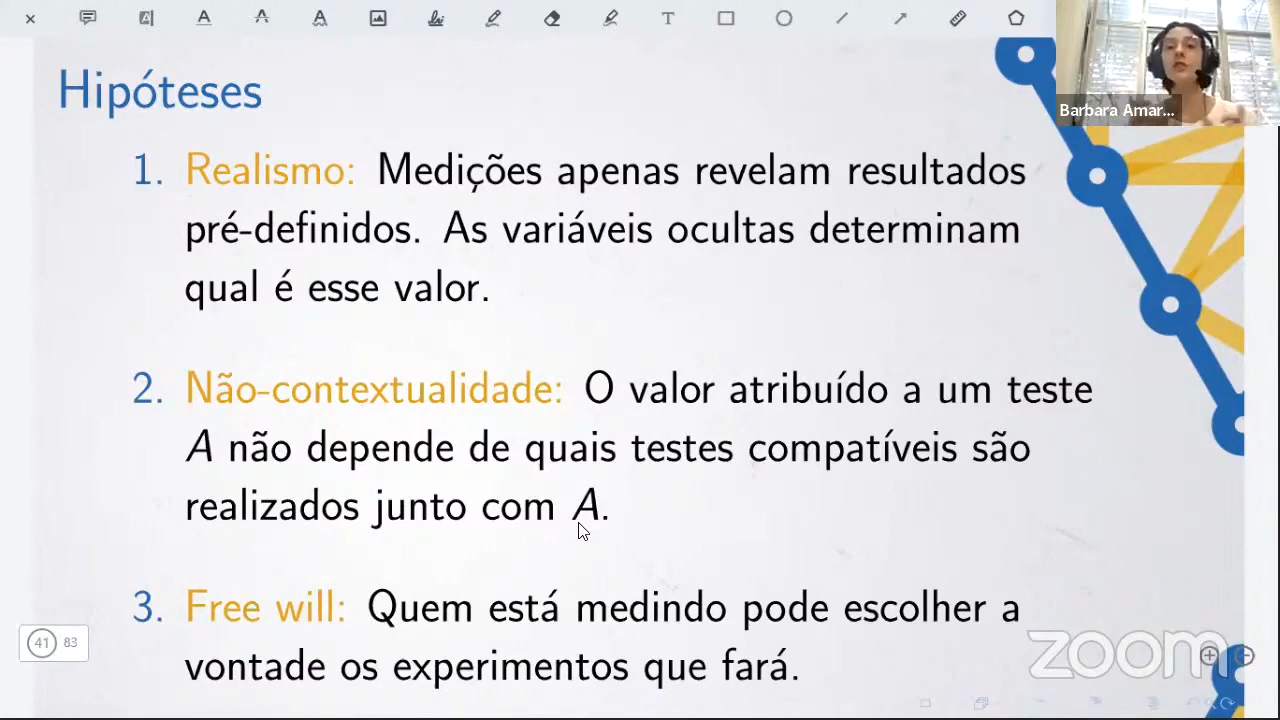 Hipóteses
Barbara Amar...
1. Realismo: Medições apenas revelam resultados
pré-definidos. As variáveis ocultas determinam
qual é esse valor.
2. Não-contextualidade: O valor atribuído a um teste
A não depende de quais testes compatíveis são
realizados junto com A.
3. Free will: Quem está medindo pode escolher a
vontade os experimentos que fará.
41 83
zoom